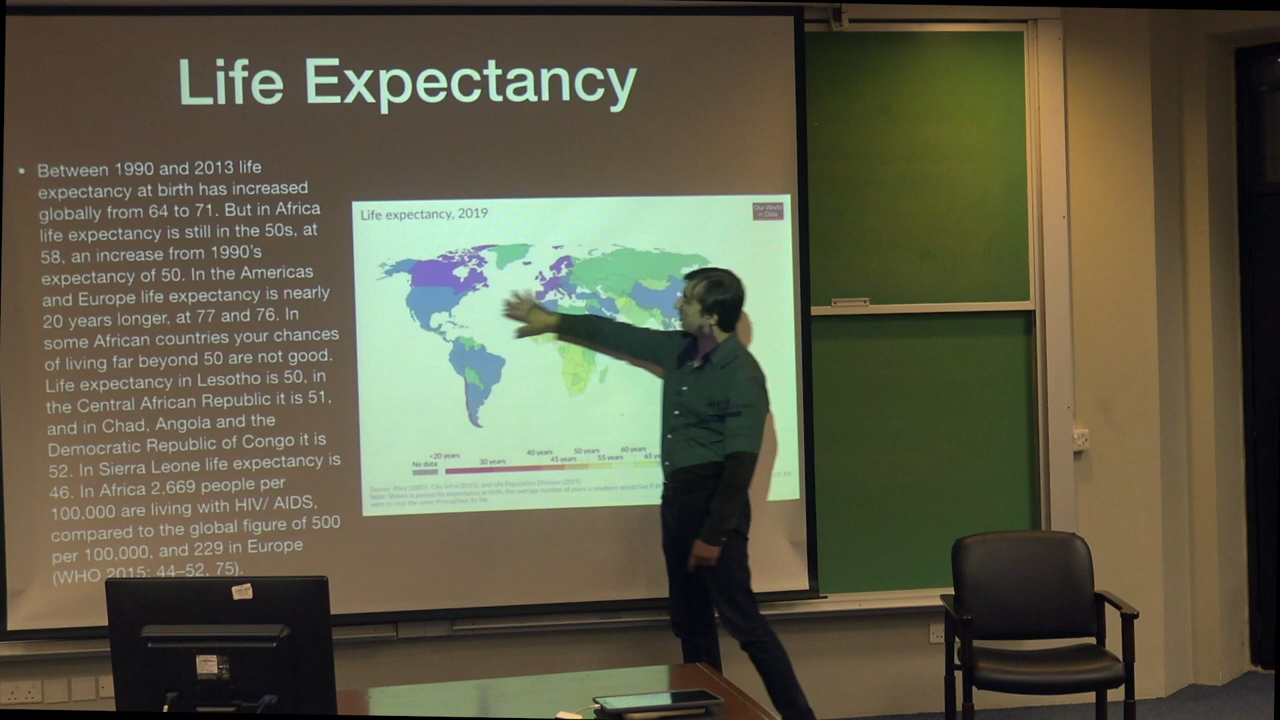 Life Expectancy
• Between 1990 and 2013 life
expectancy at birth has increased
globally from 64 to 71. But in Africa
life expectancy is still in the 50s, at
58, an increase from 1990's
expectancy of 50. In the Americas
and Europe life expectancy is nearly
20 years longer, at 77 and 76. In
some African countries your chances
of living far beyond 50 are not good.
Life expectancy in Lesotho is 50, in
the Central African Republic it is 51,
and in Chad, Angola and the
Democratic Republic of Congo it is
52. In Sierra Leone life expectancy is
46. In Africa 2,669 people per
100,000 are living with HIV/ AIDS,
compared to the global figure of 500
per 100,000, and 229 in Europe
(WHO 2015: 44–52, 75).
Life expectancy, 2019
Our World
in Data
<20 years 40 years 50 years 60 years
No data 30 years 45 years 55 years 65